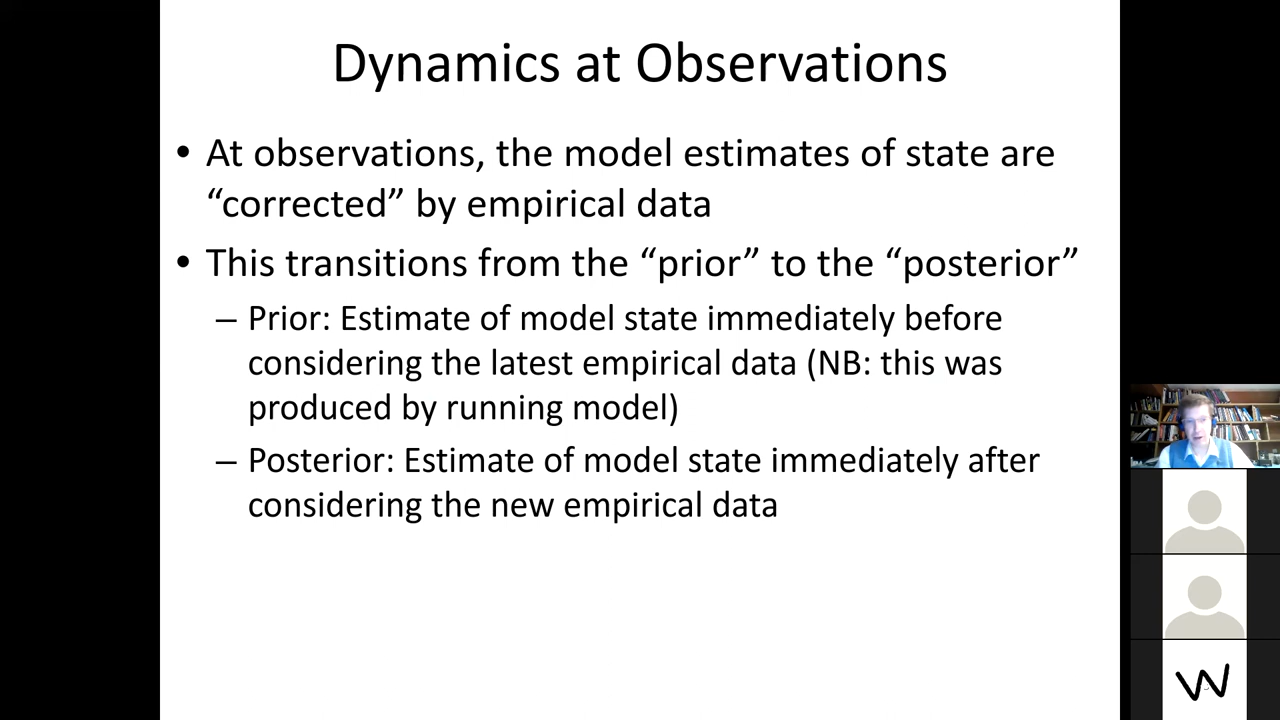 Dynamics at Observations
• At observations, the model estimates of state are
“corrected” by empirical data
• This transitions from the “prior” to the “posterior”
– Prior: Estimate of model state immediately before
considering the latest empirical data (NB: this was
produced by running model)
– Posterior: Estimate of model state immediately after
considering the new empirical data
W